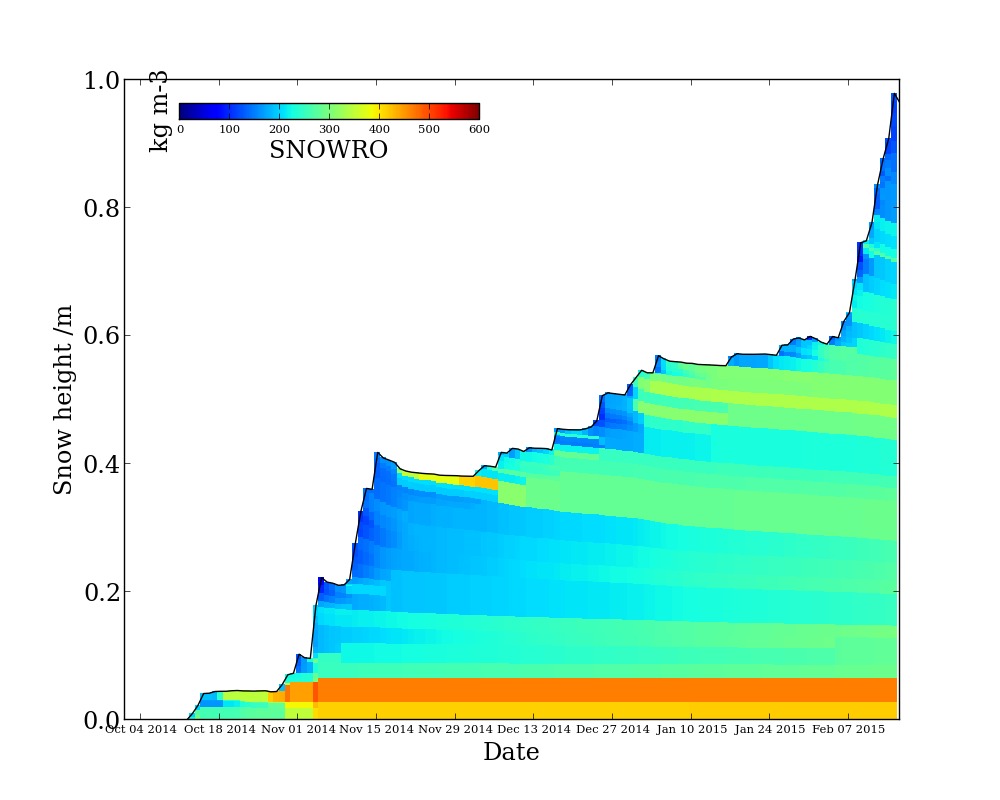 1.0
kg m-3
0 100 200 300 400 500 600
SNOWRO
0.8
0.6
Snow height /m
0.4
0.2
0.0
Oct 04 2014 Oct 18 2014 Nov 01 2014 Nov 15 2014 Nov 29 2014 Dec 13 2014 Dec 27 2014 Jan 10 2015 Jan 24 2015 Feb 07 2015
Date